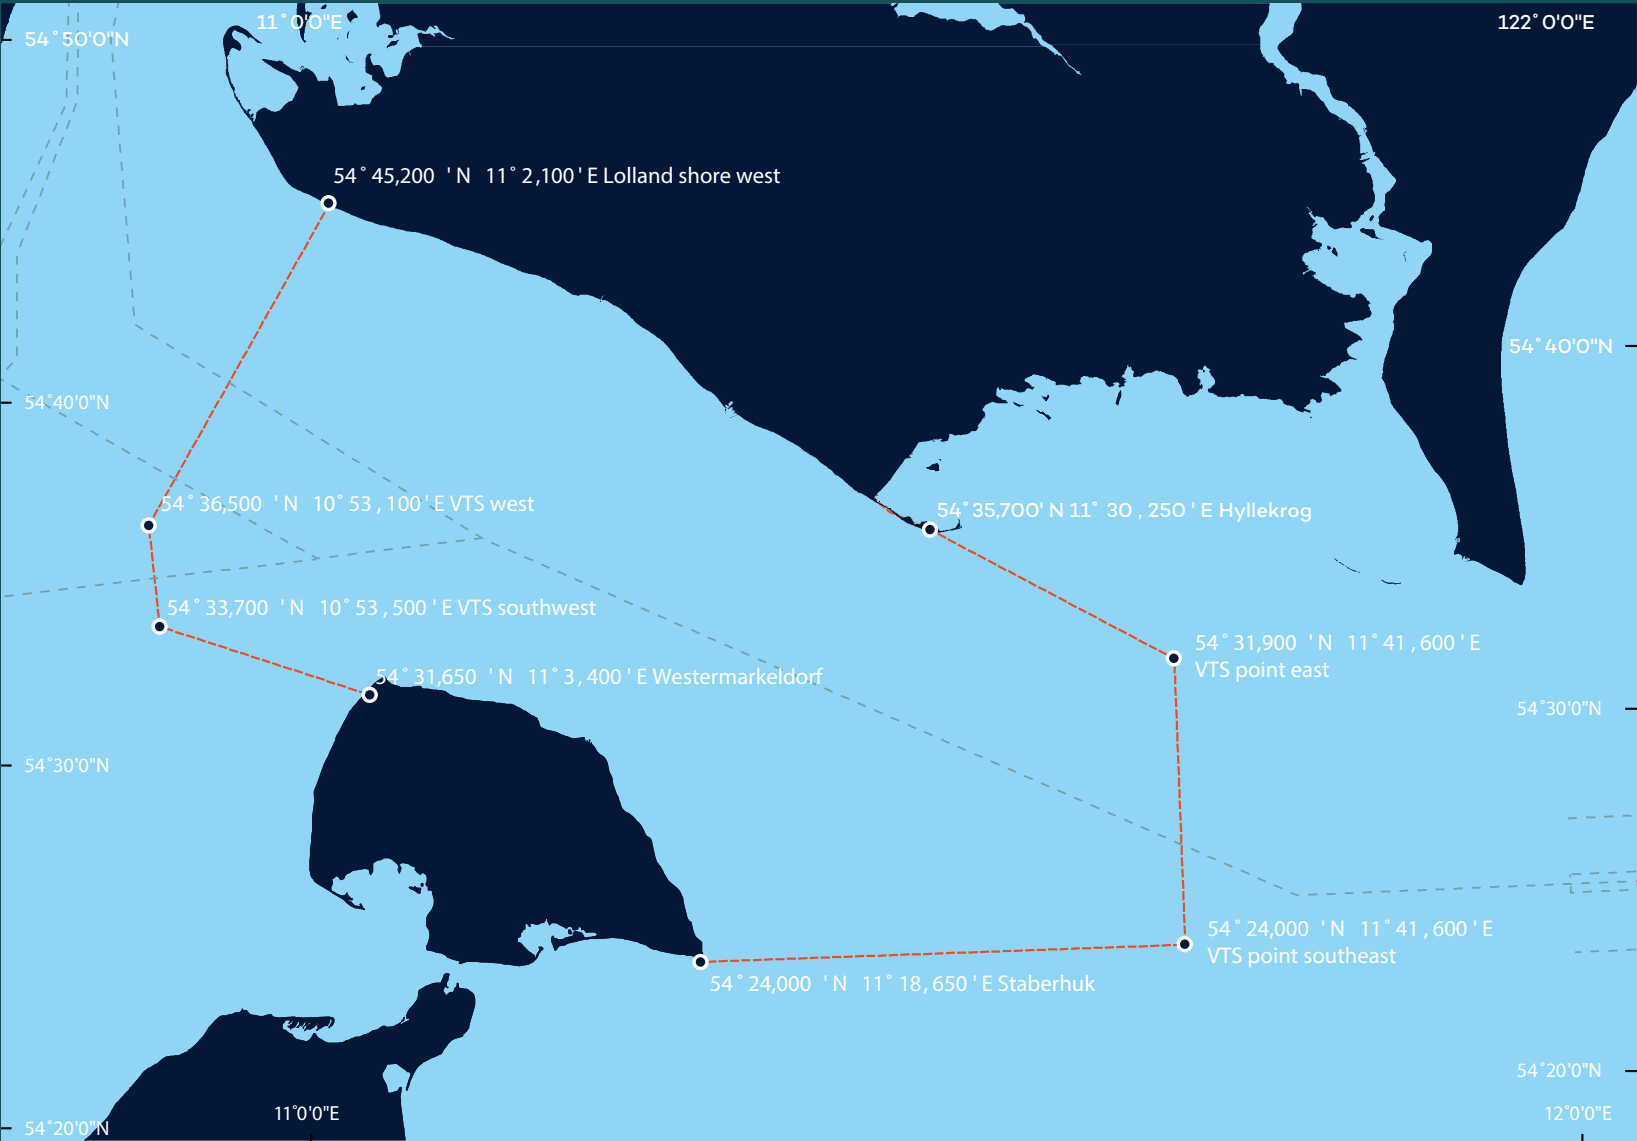 11°0'0"E
122°0'0"E
54°50'0"N
54° 45,200 'N 11° 2,100' E Lolland shore west
54°40'0"N
54°40'0"N
54° 36,500 'N 10° 53,100' E VTS west
54° 35,700' N 11° 30,250' E Hyllekrog
54° 33,700 'N 10° 53,500' E VTS southwest
54° 31,900 'N 11° 41,600' E
VTS point east
54° 31,650 'N 11° 3,400' E Westermarkeldorf
54°30'0"N
54°30'0"N
54° 24,000 'N 11° 41,600' E
VTS point southeast
54° 24,000 'N 11° 18,650' E Staberhuk
54°20'0"N
11°0'0"E
12°0'0"E
54°20'0"N